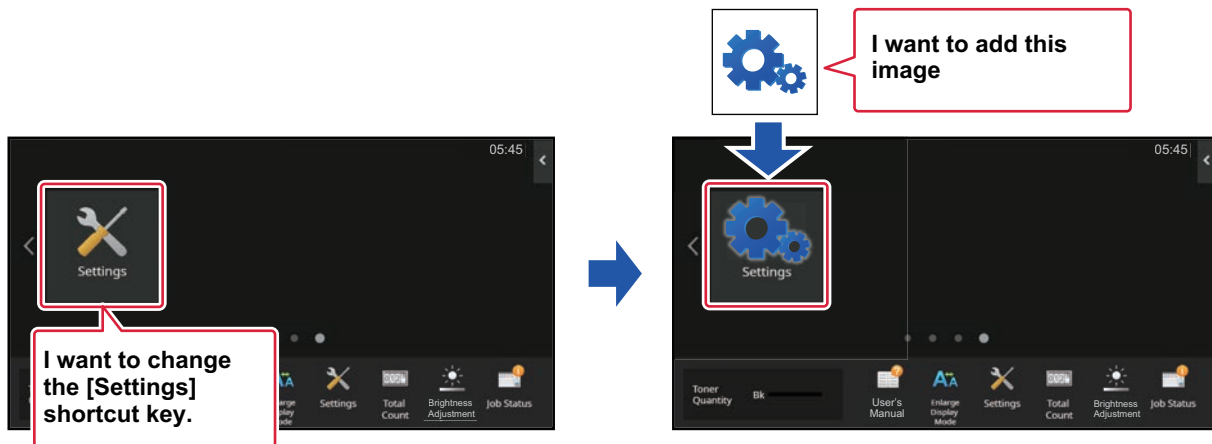 I want to add this
image
05:45
Settings
I want to change
the [Settings]
shortcut key.
Settings
Total
Count
Brightness
Adjustment
Job Status
05:45
Settings
Toner
Quantity
Bk
User's
Manual
Enlarge
Display
Mode
Settings
Total
Count
Brightness
Adjustment
Job Status